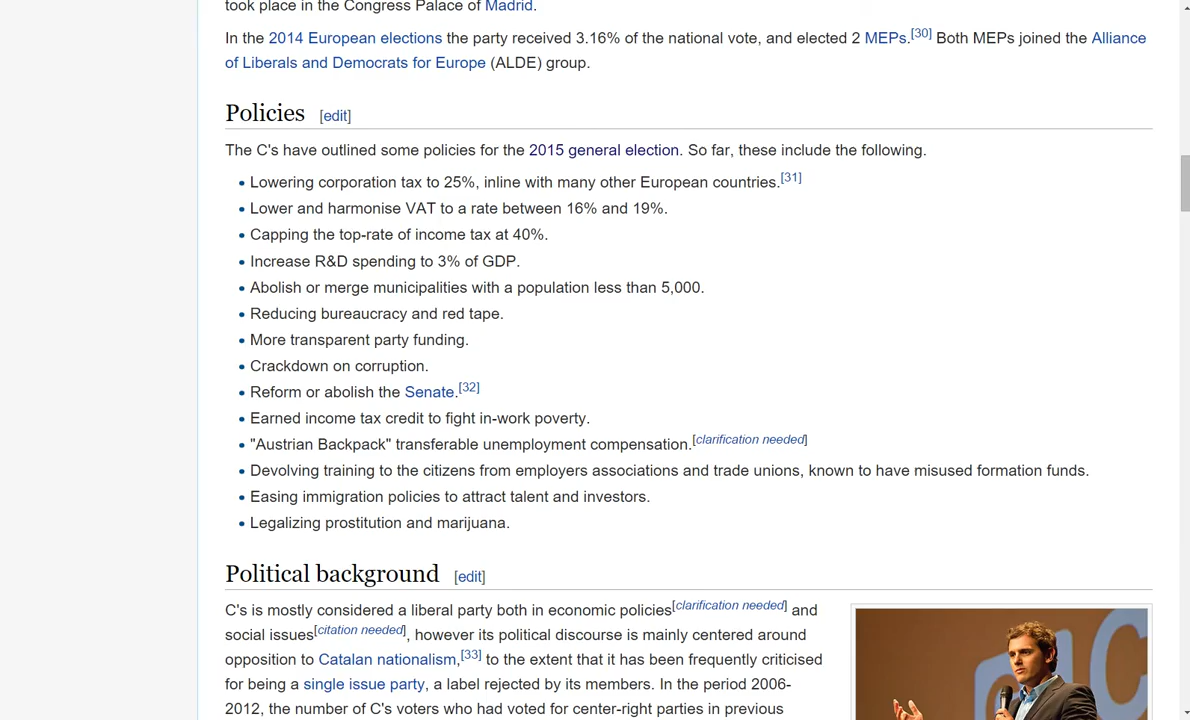 took place in the Congress Palace of Madrid.
In the 2014 European elections the party received 3.16% of the national vote, and elected 2 MEPs.[30] Both MEPs joined the Alliance
of Liberals and Democrats for Europe (ALDE) group.
Policies [edit]
The C's have outlined some policies for the 2015 general election. So far, these include the following.
• Lowering corporation tax to 25%, inline with many other European countries.[31]
• Lower and harmonise VAT to a rate between 16% and 19%.
• Capping the top-rate of income tax at 40%.
• Increase R&D spending to 3% of GDP.
• Abolish or merge municipalities with a population less than 5,000.
• Reducing bureaucracy and red tape.
• More transparent party funding.
• Crackdown on corruption.
• Reform or abolish the Senate.[32]
• Earned income tax credit to fight in-work poverty.
• "Austrian Backpack" transferable unemployment compensation.[clarification needed]
• Devolving training to the citizens from employers associations and trade unions, known to have misused formation funds.
• Easing immigration policies to attract talent and investors.
• Legalizing prostitution and marijuana.
Political background [edit]
C's is mostly considered a liberal party both in economic policies[clarification needed] and
social issues[citation needed], however its political discourse is mainly centered around
opposition to Catalan nationalism,[33] to the extent that it has been frequently criticised
for being a single issue party, a label rejected by its members. In the period 2006-
2012, the number of C's voters who had voted for center-right parties in previous